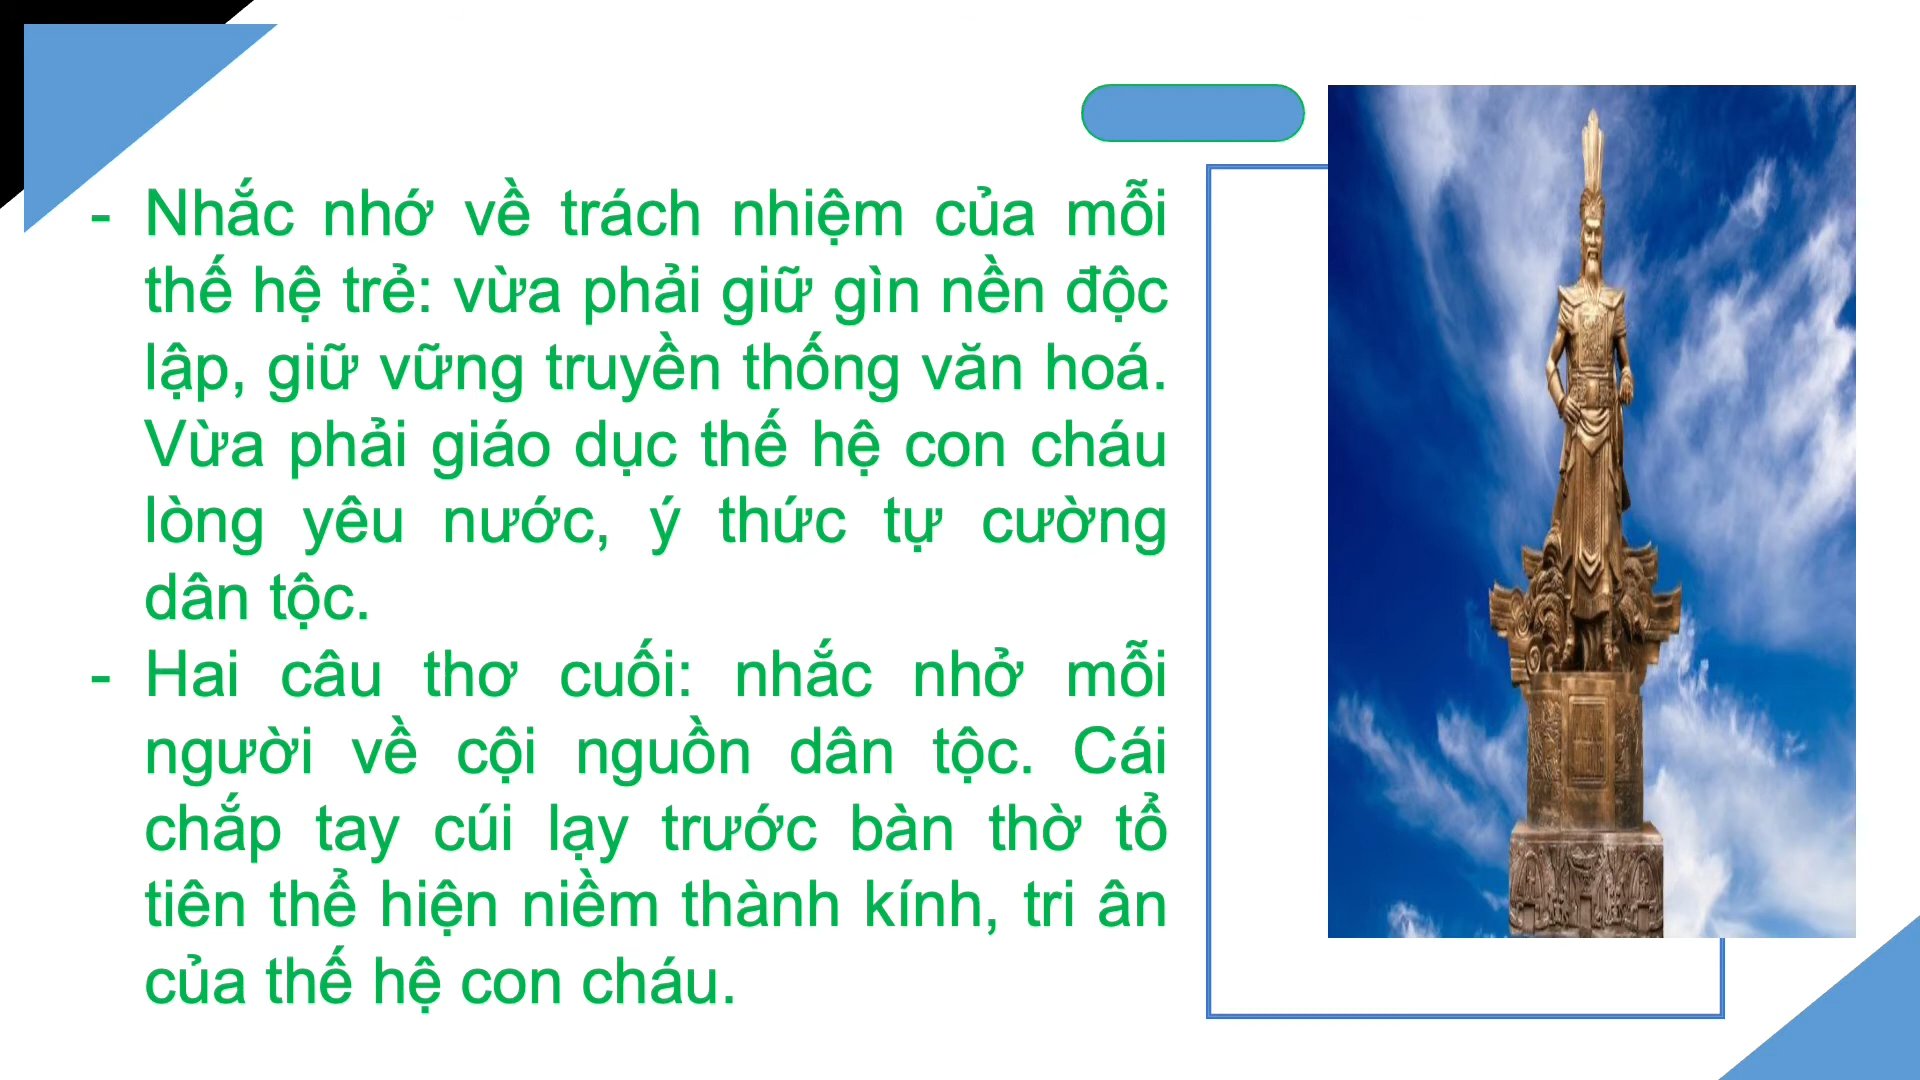 - Nhắc nhớ về trách nhiệm của mỗi
thế hệ trẻ: vừa phải giữ gìn nền độc
lập, giữ vững truyền thống văn hoá.
Vừa phải giáo dục thế hệ con cháu
lòng yêu nước, ý thức tự cường
dân tộc.
- Hai câu thơ cuối: nhắc nhở mỗi
người về cội nguồn dân tộc. Cái
chắp tay cúi lạy trước bàn thờ tổ
tiên thể hiện niềm thành kính, tri ân
của thế hệ con cháu.